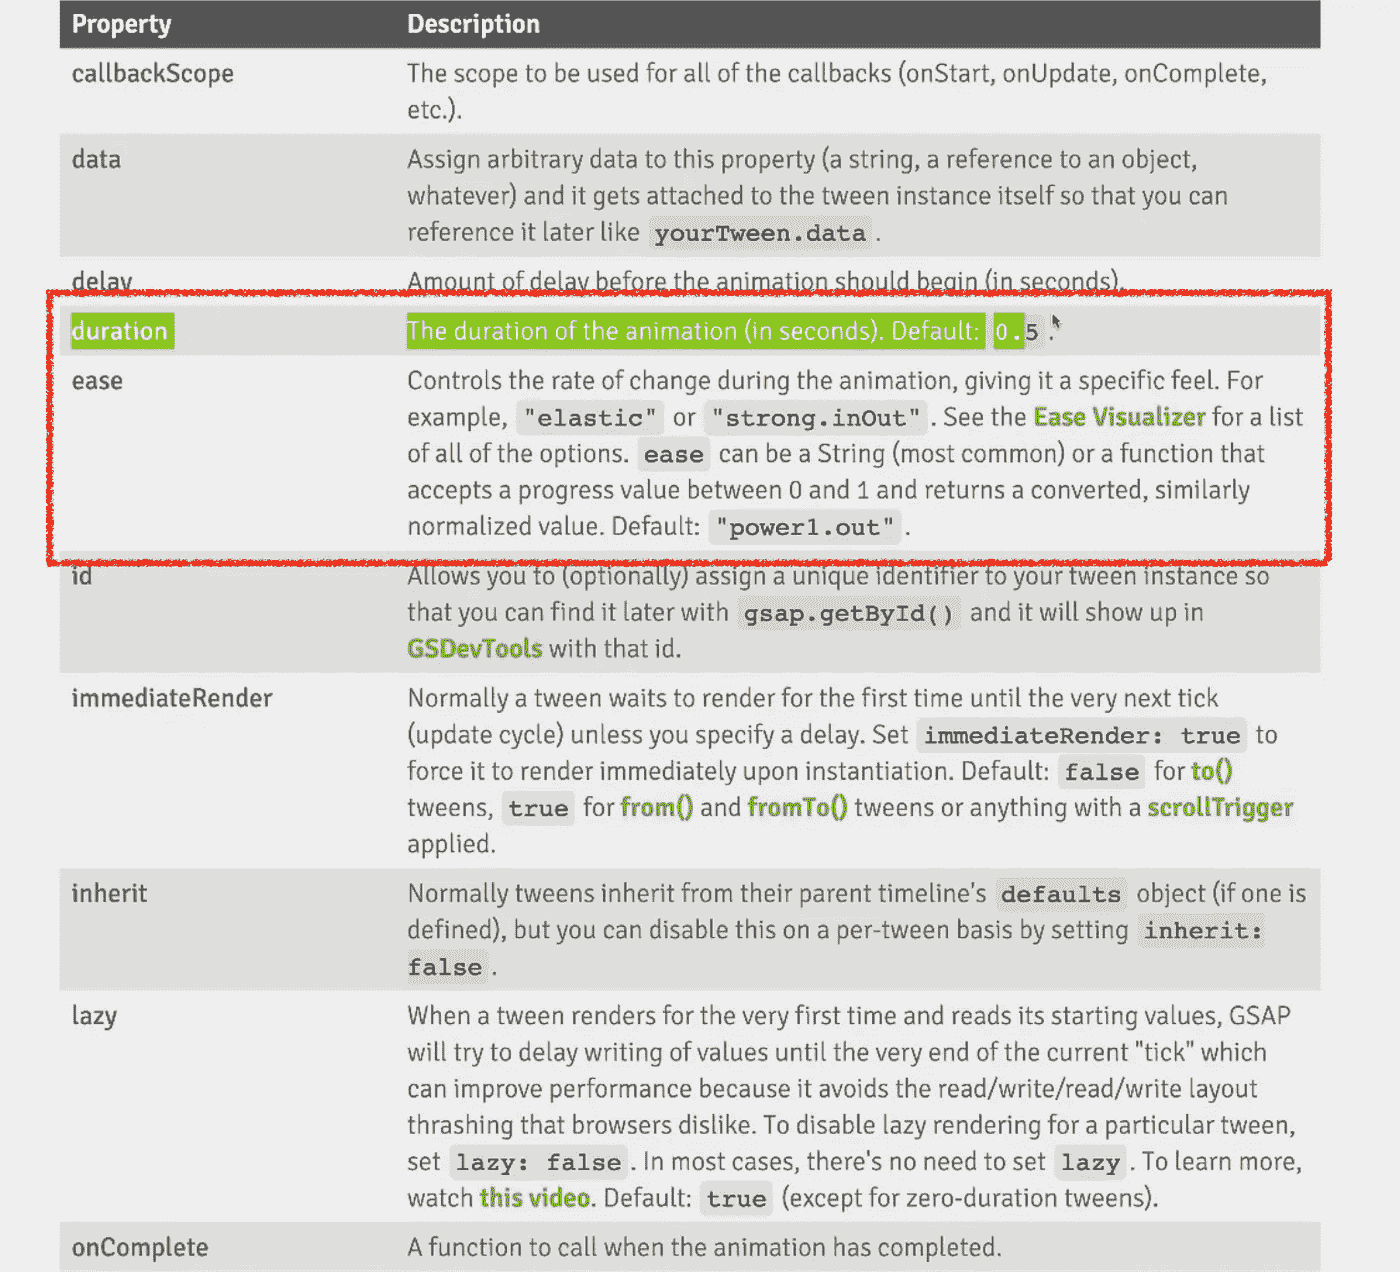 Property Description
callbackScope The scope to be used for all of the callbacks (onStart, onUpdate, onComplete,
etc.).
data Assign arbitrary data to this property (a string, a reference to an object,
whatever) and it gets attached to the tween instance itself so that you can
reference it later like yourTween.data .
delay Amount of delay before the animation should begin (in seconds).
duration The duration of the animation (in seconds). Default: 0.5 .
ease Controls the rate of change during the animation, giving it a specific feel. For
example, "elastic" or "strong.inOut" . See the Ease Visualizer for a list
of all of the options. ease can be a String (most common) or a function that
accepts a progress value between 0 and 1 and returns a converted, similarly
normalized value. Default: "power1.out" .
id Allows you to (optionally) assign a unique identifier to your tween instance so
that you can find it later with gsap.getById() and it will show up in
GSDevTools with that id.
immediateRender Normally a tween waits to render for the first time until the very next tick
(update cycle) unless you specify a delay. Set immediateRender: true to
force it to render immediately upon instantiation. Default: false for to()
tweens, true for from() and fromTo() tweens or anything with a scrollTrigger
applied.
inherit Normally tweens inherit from their parent timeline's defaults object (if one is
defined), but you can disable this on a per-tween basis by setting inherit:
false .
lazy When a tween renders for the very first time and reads its starting values, GSAP
will try to delay writing of values until the very end of the current "tick" which
can improve performance because it avoids the read/write/read/write layout
thrashing that browsers dislike. To disable lazy rendering for a particular tween,
set lazy: false . In most cases, there's no need to set lazy . To learn more,
watch this video. Default: true (except for zero-duration tweens).
onComplete A function to call when the animation has completed.